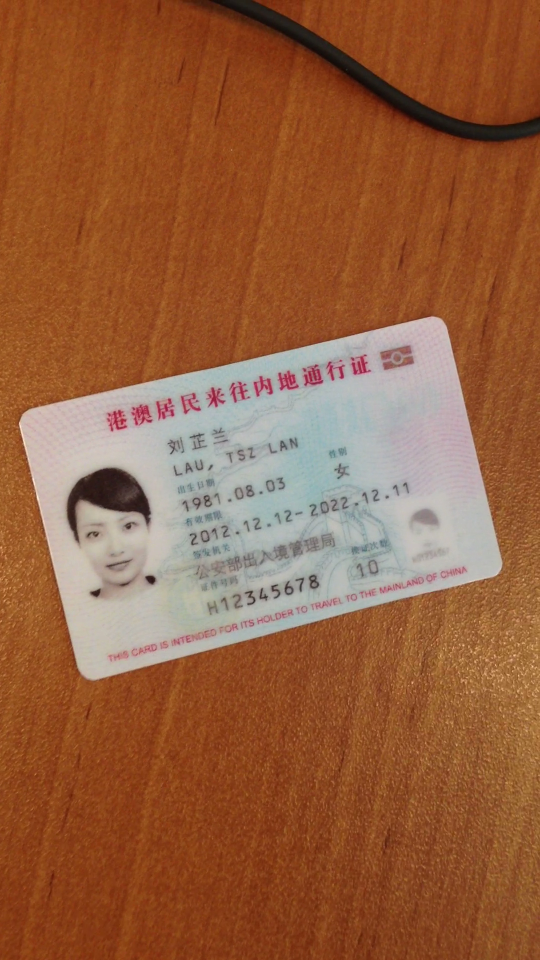 港澳居民来往内地通行证
刘芷兰
LAU, TSZ LAN
出生日期 性别
1981.08.03 女
有效期限
2012.12.12-2022.12.11
签发机关
公安部出入境管理局
证件号码 换证次数
H12345678 10
THIS CARD IS INTENDED FOR ITS HOLDER TO TRAVEL TO THE MAINLAND OF CHINA